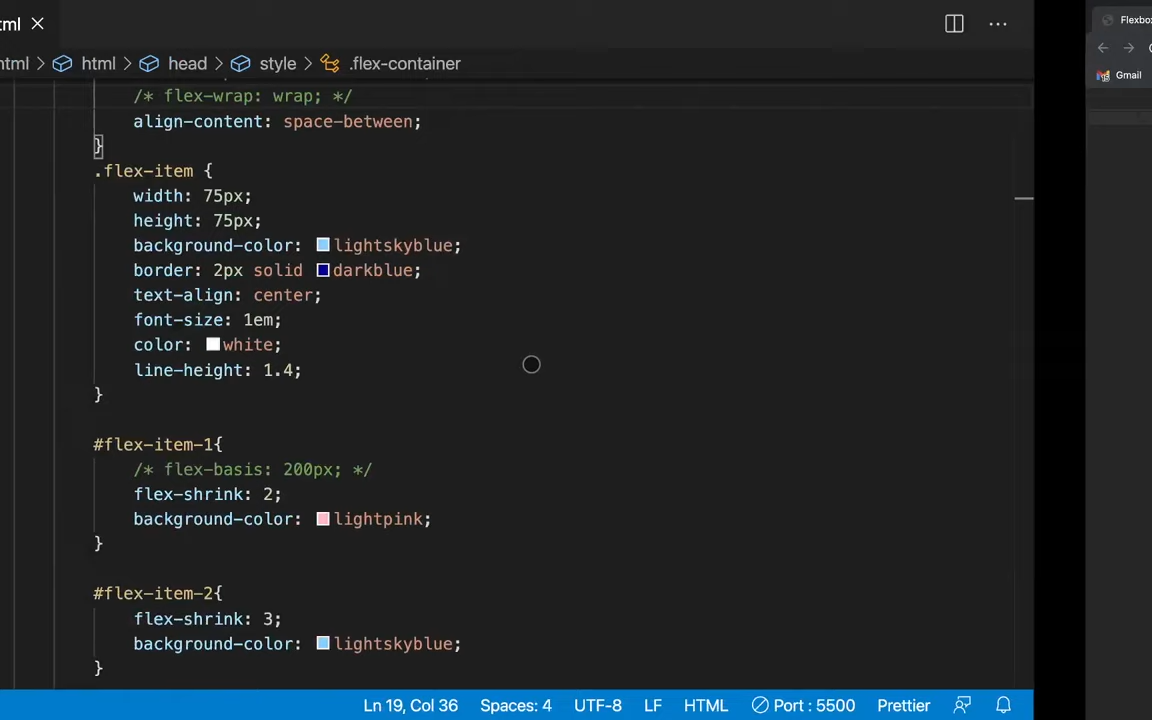 tml
Flexbox
html > html > head > style > .flex-container
Gmail
/* flex-wrap: wrap; */
align-content: space-between;
}
.flex-item {
width: 75px;
height: 75px;
background-color: lightskyblue;
border: 2px solid darkblue;
text-align: center;
font-size: 1em;
color: white;
line-height: 1.4;
}
#flex-item-1{
/* flex-basis: 200px; */
flex-shrink: 2;
background-color: lightpink;
}
#flex-item-2{
flex-shrink: 3;
background-color: lightskyblue;
}
Ln 19, Col 36 Spaces: 4 UTF-8 LF HTML Port : 5500 Prettier